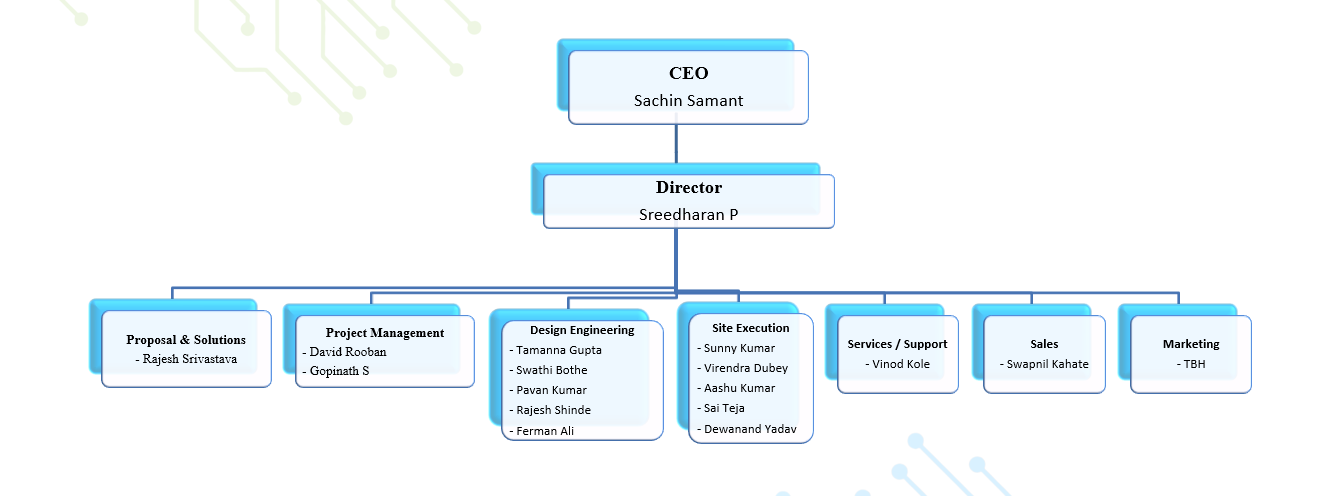 CEO
Sachin Samant
Director
Sreedharan P
Proposal & Solutions
- Rajesh Srivastava
Project Management
- David Rooban
- Gopinath S
Design Engineering
- Tamanna Gupta
- Swathi Bothe
- Pavan Kumar
- Rajesh Shinde
- Ferman Ali
Site Execution
- Sunny Kumar
- Virendra Dubey
- Aashu Kumar
- Sai Teja
- Dewanand Yadav
Services / Support
- Vinod Kole
Sales
- Swapnil Kahate
Marketing
- TBH